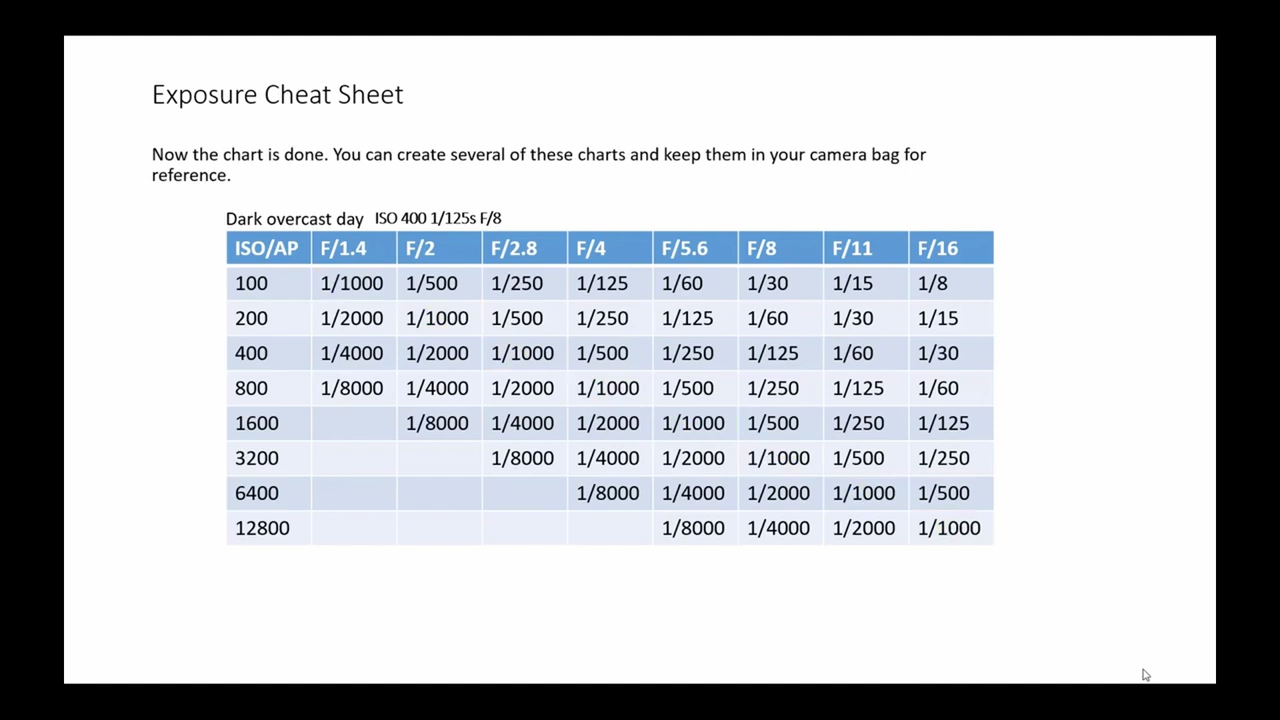 Exposure Cheat Sheet
Now the chart is done. You can create several of these charts and keep them in your camera bag for
reference.
Dark overcast day ISO 400 1/125s F/8
ISO/AP F/1.4 F/2 F/2.8 F/4 F/5.6 F/8 F/11 F/16
100 1/1000 1/500 1/250 1/125 1/60 1/30 1/15 1/8
200 1/2000 1/1000 1/500 1/250 1/125 1/60 1/30 1/15
400 1/4000 1/2000 1/1000 1/500 1/250 1/125 1/60 1/30
800 1/8000 1/4000 1/2000 1/1000 1/500 1/250 1/125 1/60
1600 1/8000 1/4000 1/2000 1/1000 1/500 1/250 1/125
3200 1/8000 1/4000 1/2000 1/1000 1/500 1/250
6400 1/8000 1/4000 1/2000 1/1000 1/500
12800 1/8000 1/4000 1/2000 1/1000